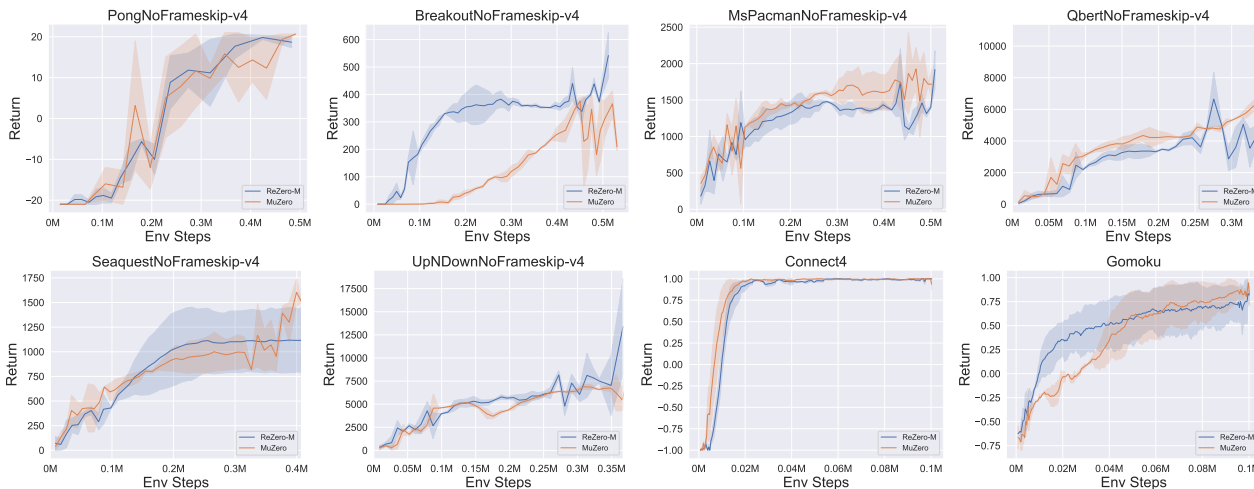 PongNoFrameskip-v4
20
10
0
−10
−20
Return
0M 0.1M 0.2M 0.3M 0.4M 0.5M
Env Steps
ReZero-M
MuZero
BreakoutNoFrameskip-v4
600
500
400
300
200
100
0
Return
0M 0.1M 0.2M 0.3M 0.4M 0.5M
Env Steps
ReZero-M
MuZero
MsPacmanNoFrameskip-v4
2500
2000
1500
1000
500
0
Return
0M 0.1M 0.2M 0.3M 0.4M 0.5M
Env Steps
ReZero-M
MuZero
QbertNoFrameskip-v4
10000
8000
6000
4000
2000
0
Return
0M 0.05M 0.1M 0.15M 0.2M 0.25M 0.3M
Env Steps
ReZero-M
MuZero
SeaquestNoFrameskip-v4
1750
1500
1250
1000
750
500
250
0
Return
0M 0.1M 0.2M 0.3M 0.4M
Env Steps
ReZero-M
MuZero
UpNDownNoFrameskip-v4
17500
15000
12500
10000
7500
5000
2500
0
Return
0M 0.05M 0.1M 0.15M 0.2M 0.25M 0.3M 0.35M
Env Steps
ReZero-M
MuZero
Connect4
1.00
0.75
0.50
0.25
0.00
−0.25
−0.50
−0.75
−1.00
Return
0M 0.02M 0.04M 0.06M 0.08M 0.1M
Env Steps
ReZero-M
MuZero
Gomoku
1.00
0.75
0.50
0.25
0.00
−0.25
−0.50
−0.75
Return
0M 0.02M 0.04M 0.06M 0.08M 0.1M
Env Steps
ReZero-M
MuZero